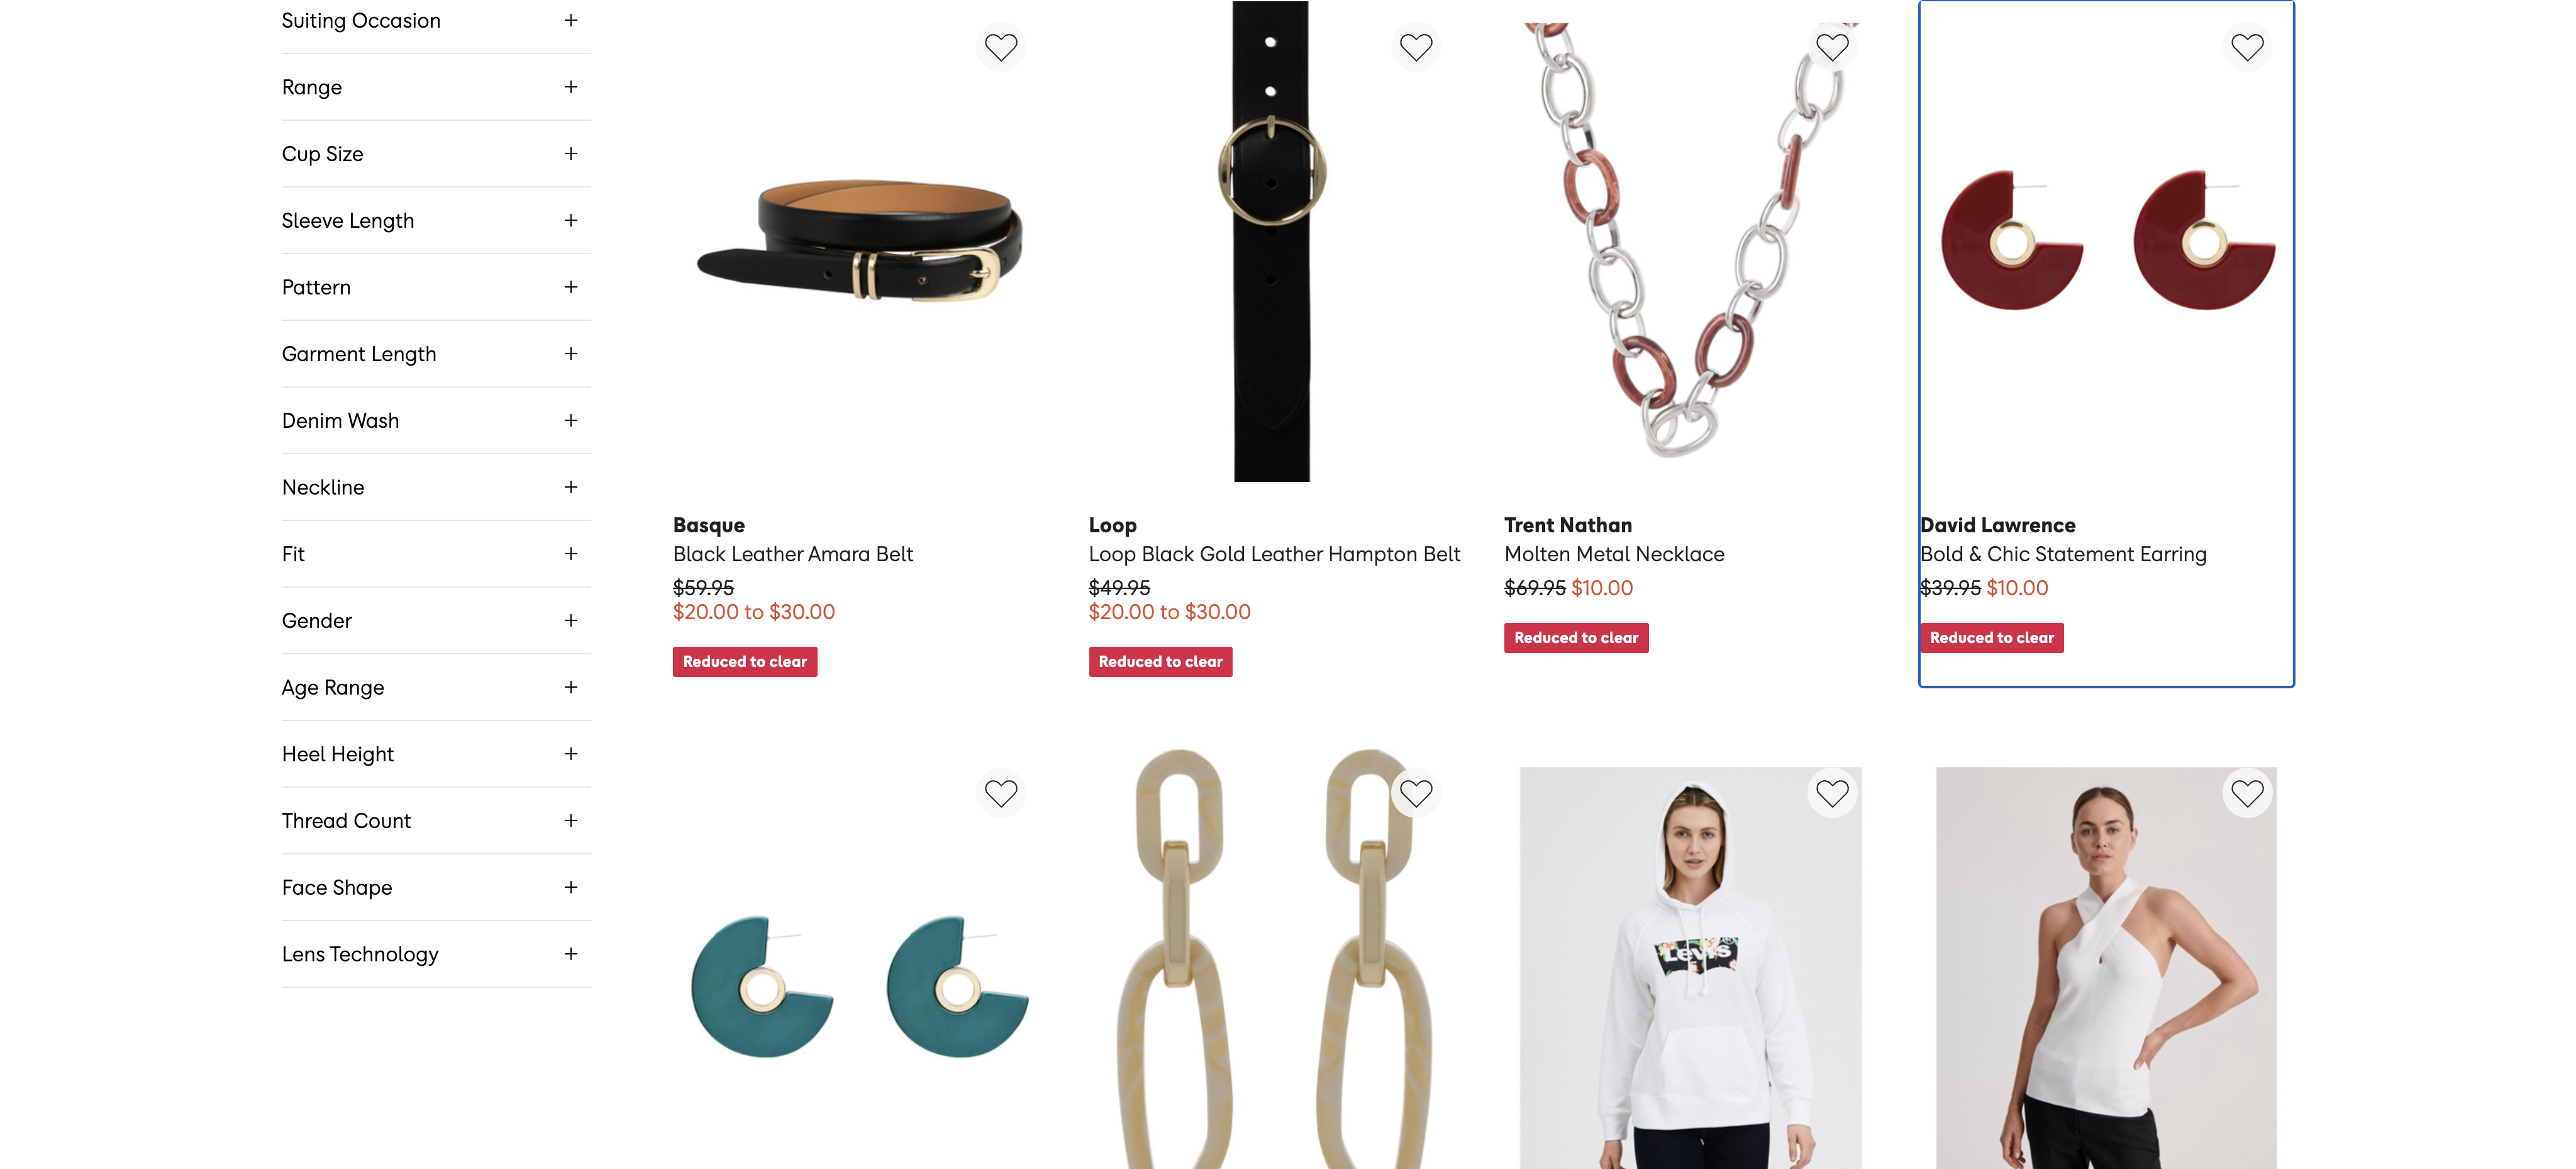 Suiting Occasion
Range
Cup Size
Sleeve Length
Pattern
Garment Length
Denim Wash
Neckline
Fit
Gender
Age Range
Heel Height
Thread Count
Face Shape
Lens Technology
Basque
Black Leather Amara Belt
$59.95
$20.00 to $30.00
Reduced to clear
Loop
Loop Black Gold Leather Hampton Belt
$49.95
$20.00 to $30.00
Reduced to clear
Trent Nathan
Molten Metal Necklace
$69.95 $10.00
Reduced to clear
David Lawrence
Bold & Chic Statement Earring
$39.95 $10.00
Reduced to clear
Levi's